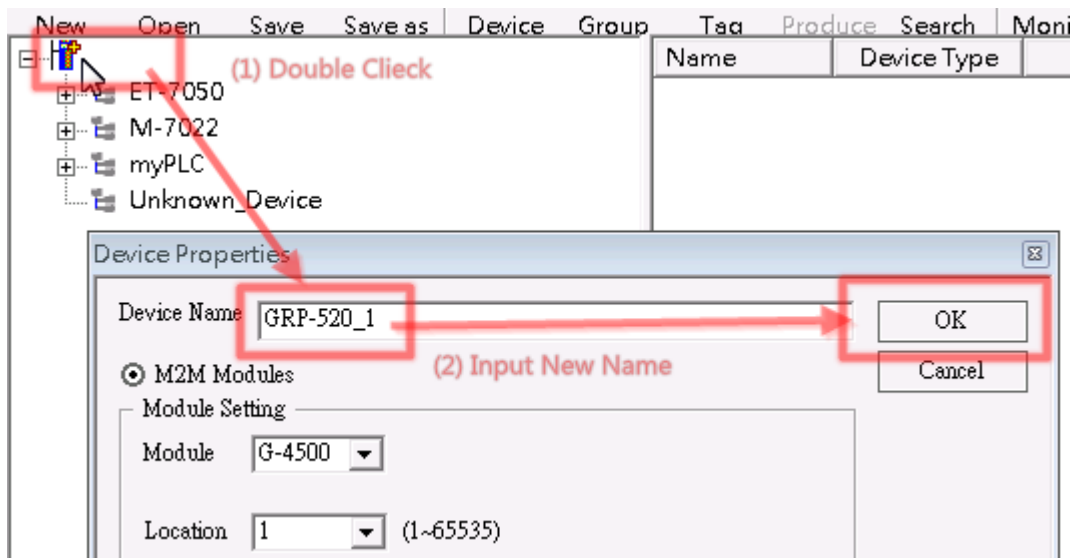 New Open Save Save as Device Group Tag Produce Search Moni
Name Device Type
(1) Double Clieck
ET-7050
M-7022
myPLC
Unknown_Device
Device Properties
Device Name GRP-520_1 OK
(2) Input New Name
M2M Modules Cancel
Module Setting
Module G-4500
Location 1 (1~65535)